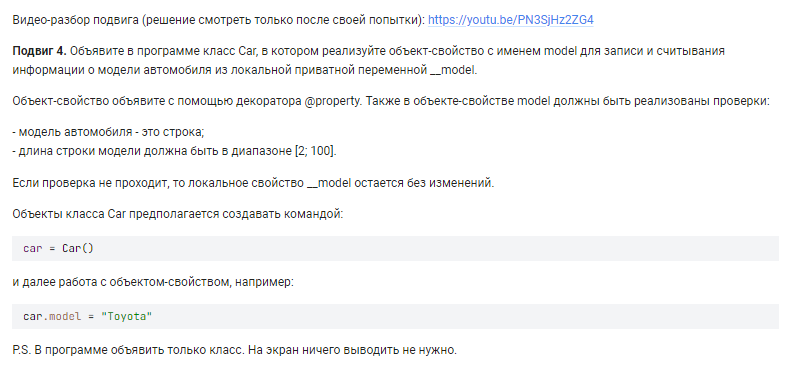 Видео-разбор подвига (решение смотреть только после своей попытки): https://youtu.be/PN3SjHz2ZG4
Подвиг 4. Объявите в программе класс Car, в котором реализуйте объект-свойство с именем model для записи и считывания
информации о модели автомобиля из локальной приватной переменной __model.
Объект-свойство объявите с помощью декоратора @property. Также в объекте-свойстве model должны быть реализованы проверки:
- модель автомобиля - это строка;
- длина строки модели должна быть в диапазоне [2; 100].
Если проверка не проходит, то локальное свойство __model остается без изменений.
Объекты класса Car предполагается создавать командой:
car = Car()
и далее работа с объектом-свойством, например:
car.model = "Toyota"
P.S. В программе объявить только класс. На экран ничего выводить не нужно.